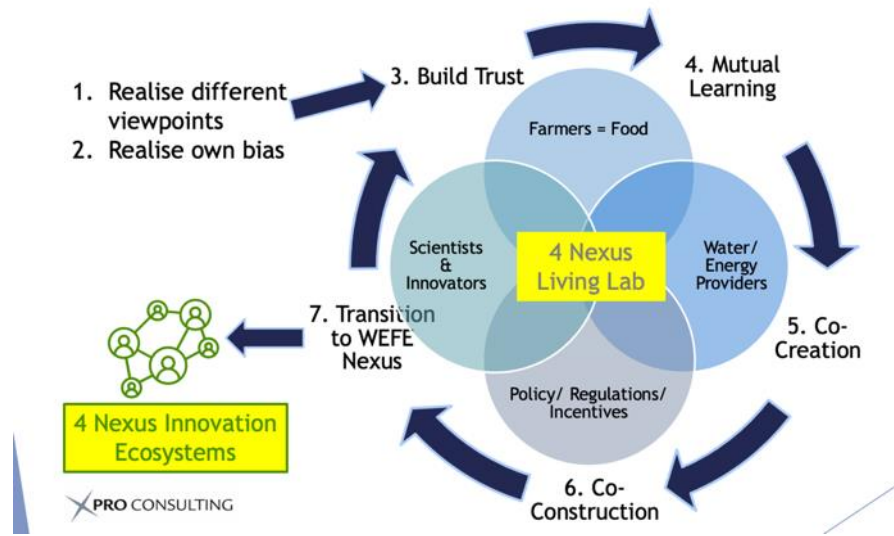 1. Realise different
viewpoints
2. Realise own bias
3. Build Trust
4. Mutual
Learning
Farmers = Food
Scientists
&
Innovators
4 Nexus
Living Lab
Water/
Energy
Providers
5. Co-
Creation
Policy/ Regulations/
Incentives
6. Co-
Construction
7. Transition
to WEFE
Nexus
4 Nexus Innovation
Ecosystems
PRO CONSULTING